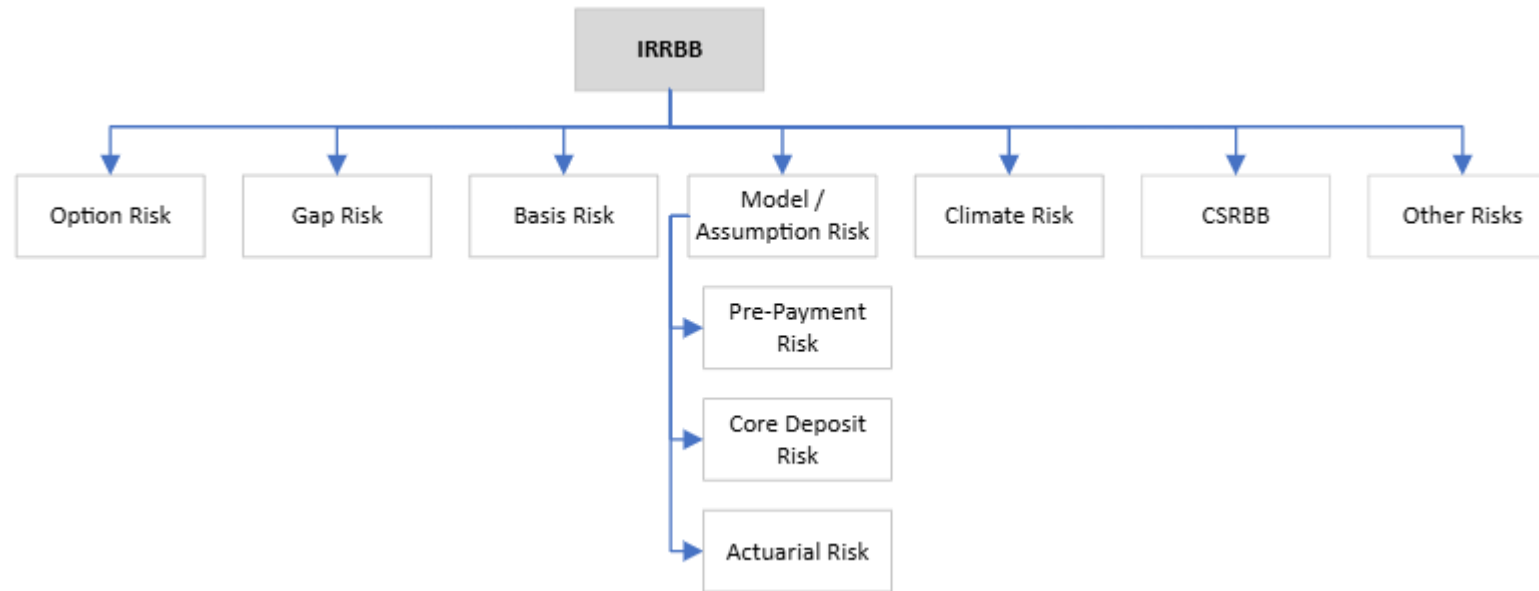 IRRBB
Option Risk
Gap Risk
Basis Risk
Model /
Assumption Risk
Climate Risk
CSRBB
Other Risks
Pre-Payment
Risk
Core Deposit
Risk
Actuarial Risk